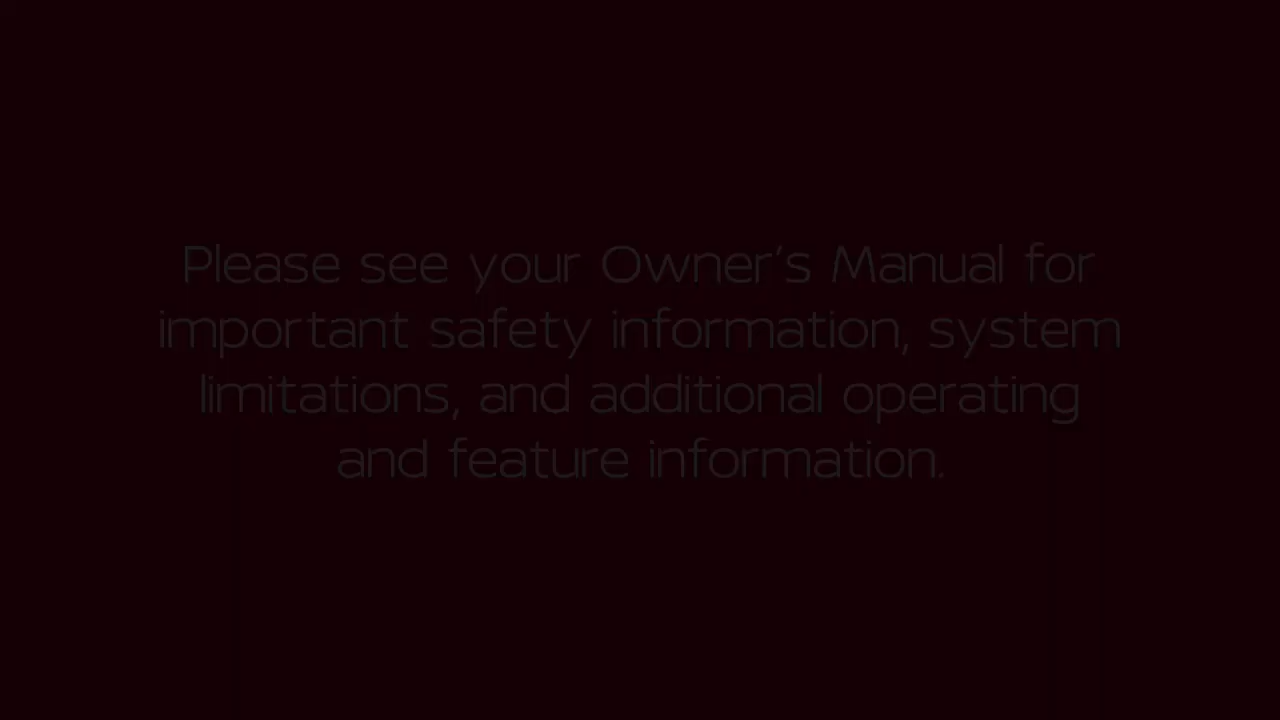 Please see your Owner’s Manual for
important safety information, system
limitations, and additional operating
and feature information.